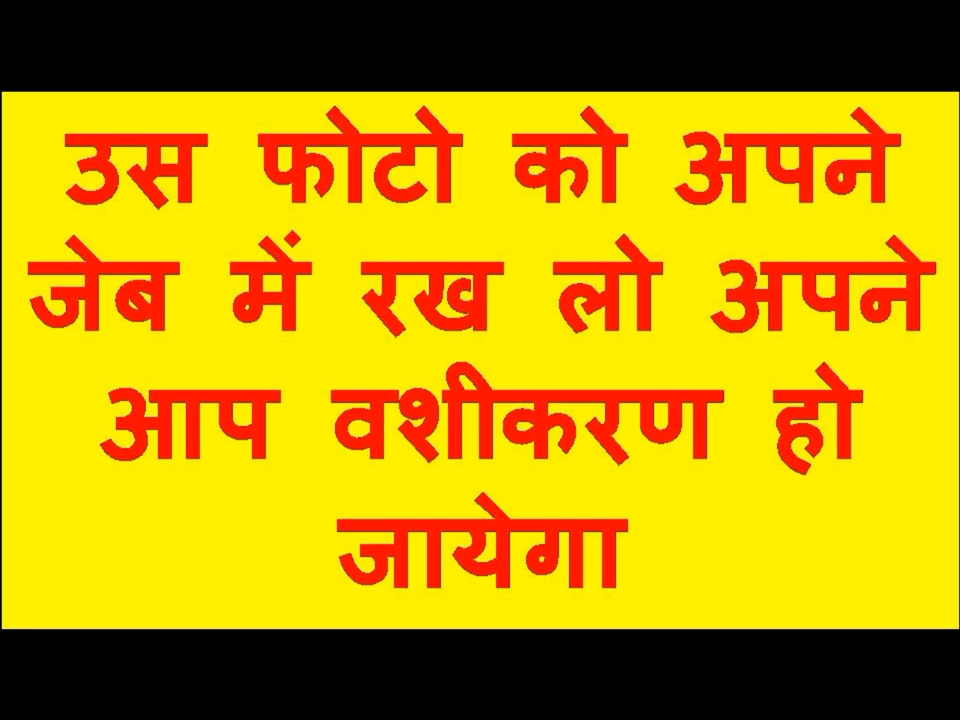 उस फोटो को अपने
जेब में रख लो अपने
आप वशीकरण हो
जायेगा